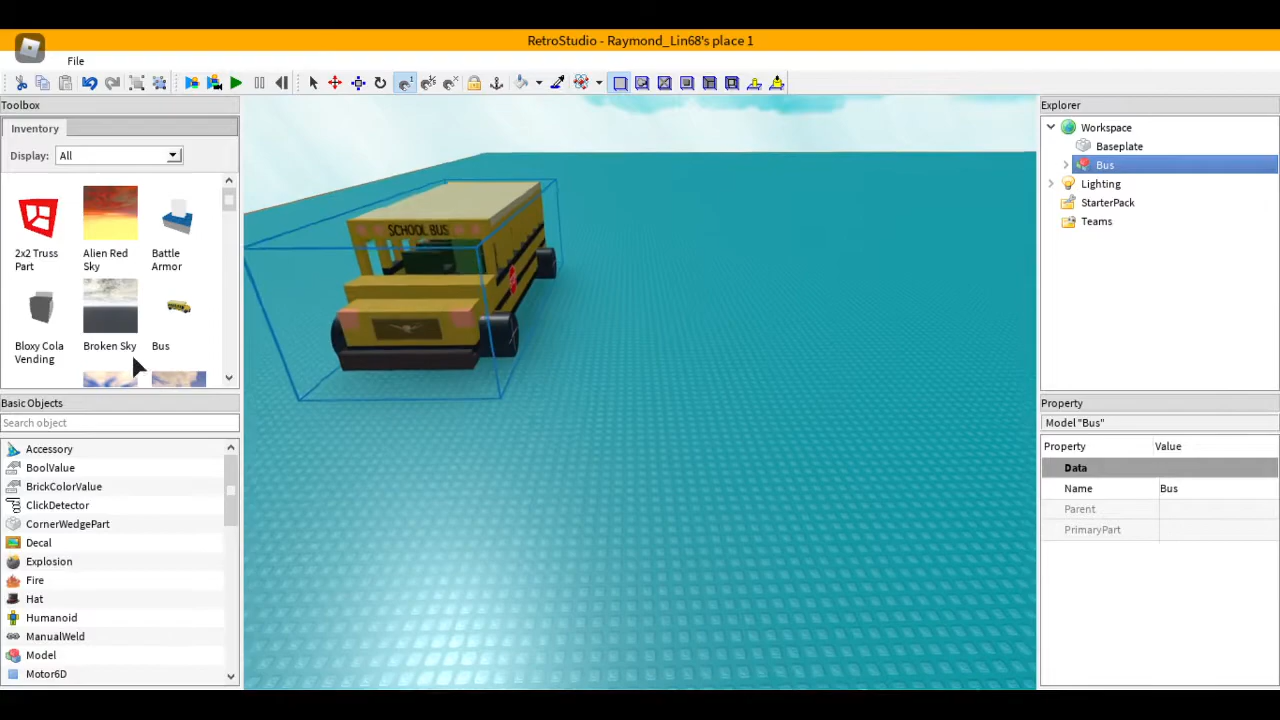 RetroStudio - Raymond_Lin68's place 1
File
Toolbox
Inventory
Display: All
2x2 Truss Part
Alien Red Sky
Battle Armor
Bloxy Cola Vending
Broken Sky
Bus
Basic Objects
Search object
Accessory
BoolValue
BrickColorValue
ClickDetector
CornerWedgePart
Decal
Explosion
Fire
Hat
Humanoid
ManualWeld
Model
Motor6D
SCHOOL BUS
Explorer
Workspace
Baseplate
Bus
Lighting
StarterPack
Teams
Property
Model "Bus"
Property Value
Data
Name Bus
Parent
PrimaryPart